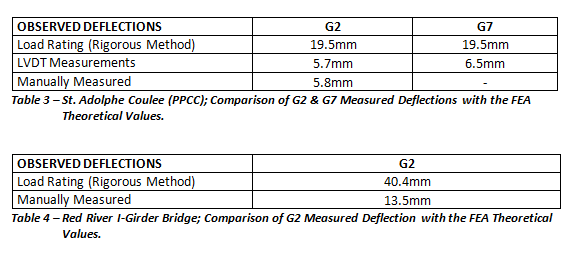 OBSERVED DEFLECTIONS G2 G7
Load Rating (Rigorous Method) 19.5mm 19.5mm
LVDT Measurements 5.7mm 6.5mm
Manually Measured 5.8mm -
Table 3 – St. Adolphe Coulee (PPCC); Comparison of G2 & G7 Measured Deflections with the FEA
Theoretical Values.
OBSERVED DEFLECTIONS G2
Load Rating (Rigorous Method) 40.4mm
Manually Measured 13.5mm
Table 4 – Red River I-Girder Bridge; Comparison of G2 Measured Deflection with the FEA Theoretical
Values.